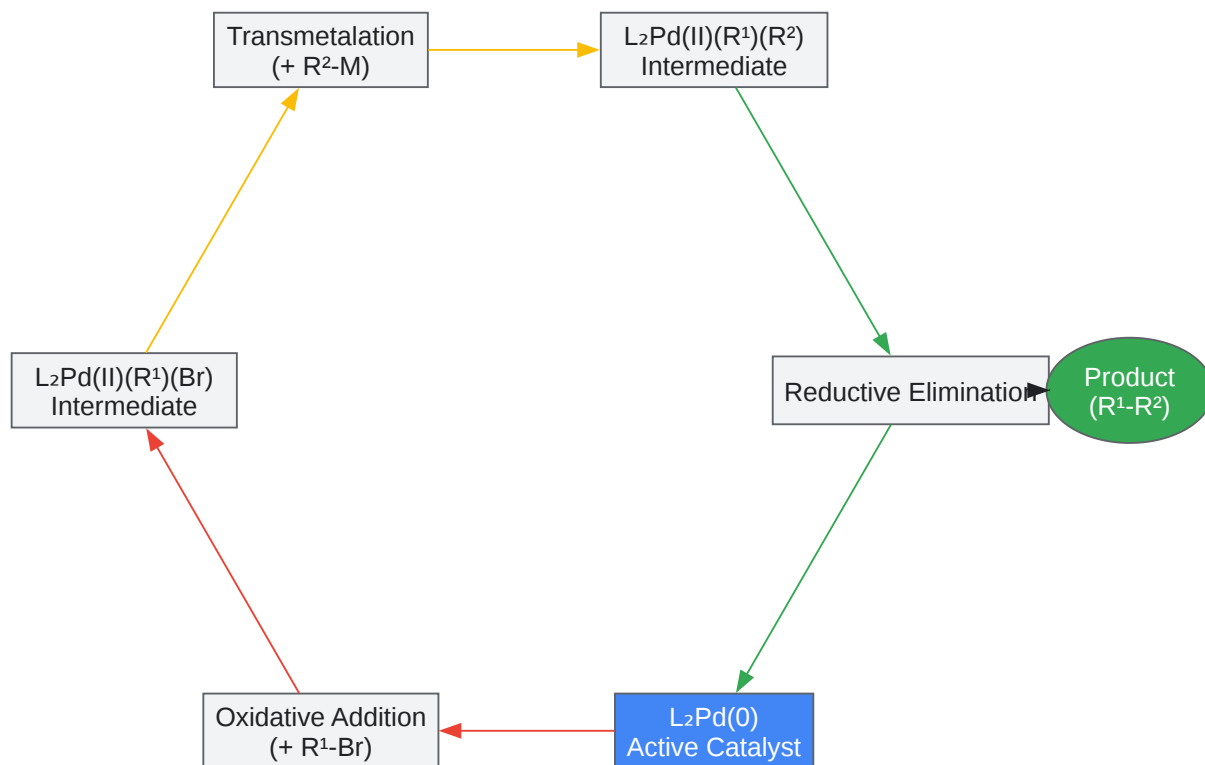 Transmetalation
(+ R²-M)
L₂Pd(II)(R¹)(R²)
Intermediate
L₂Pd(II)(R¹)(Br)
Intermediate
Reductive Elimination
Product
(R¹-R²)
Oxidative Addition
(+ R¹-Br)
L₂Pd(0)
Active Catalyst